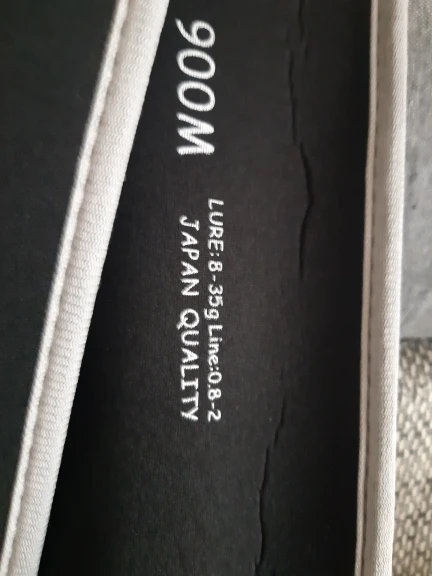 900M
LURE:8-35g Line:0.8-2
JAPAN QUALITY